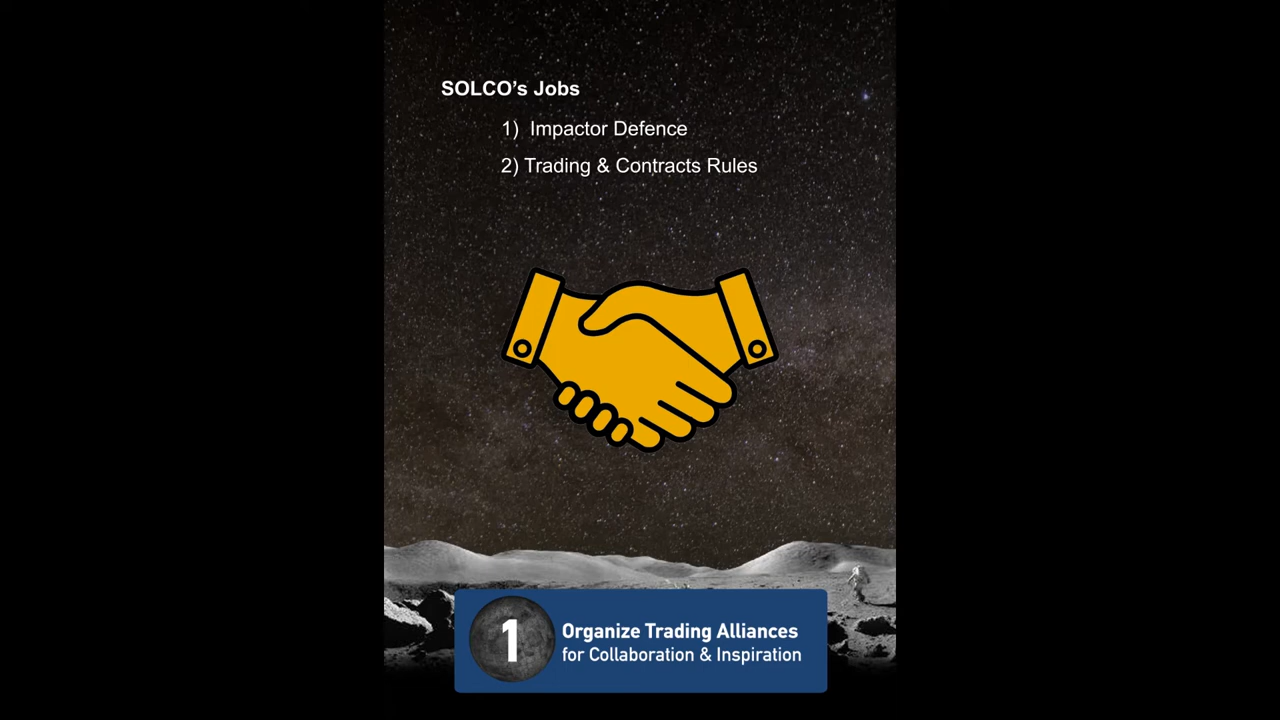 SOLCO’s Jobs
1) Impactor Defence
2) Trading & Contracts Rules
1
Organize Trading Alliances
for Collaboration & Inspiration